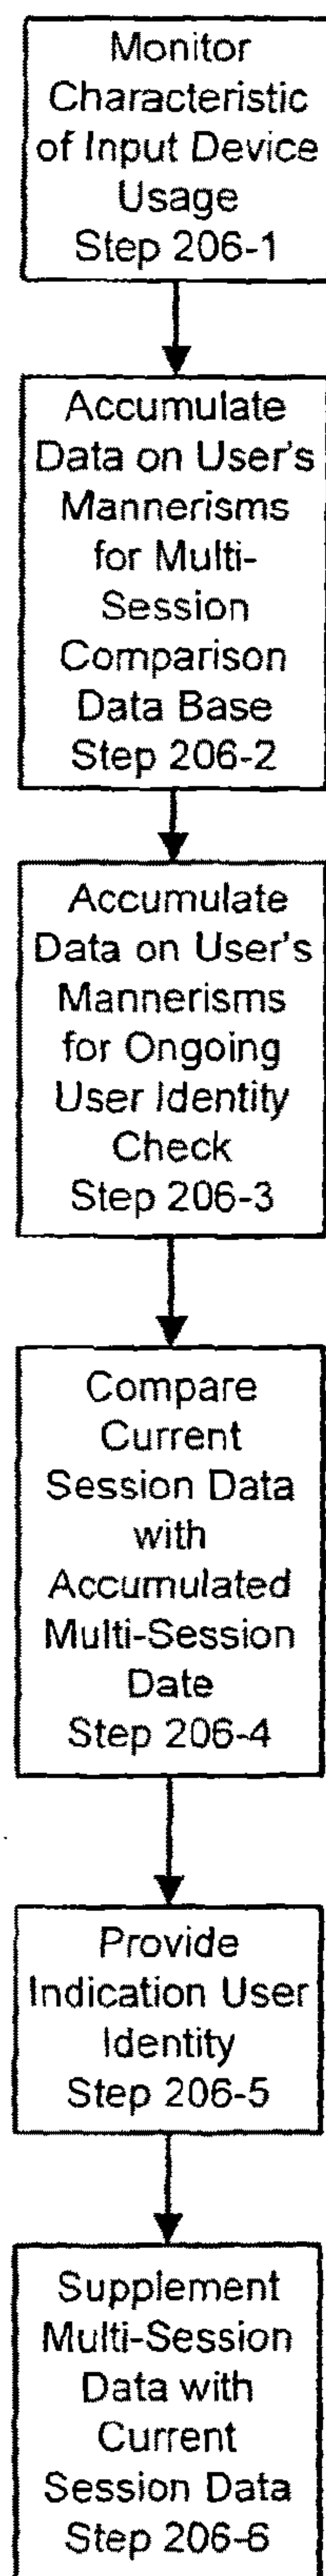 Monitor
Characteristic
of Input Device
Usage
Step 206-1
Accumulate
Data on User's
Mannerisms
for Multi-
Session
Comparison
Data Base
Step 206-2
Accumulate
Data on User's
Mannerisms
for Ongoing
User Identity
Check
Step 206-3
Compare
Current
Session Data
with
Accumulated
Multi-Session
Date
Step 206-4
Provide
Indication User
Identity
Step 206-5
Supplement
Multi-Session
Data with
Current
Session Data
Step 206-6